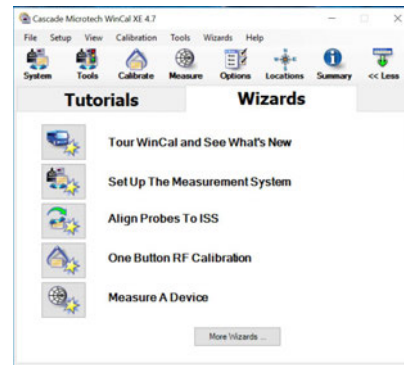 Cascade Microtech WinCal XE 4.7
File Setup View Calibration Tools Wizards Help
System Tools Calibrate Measure Options Locations Summary << Less
Tutorials Wizards
Tour WinCal and See What's New
Set Up The Measurement System
Align Probes To ISS
One Button RF Calibration
Measure A Device
More Wizards ...